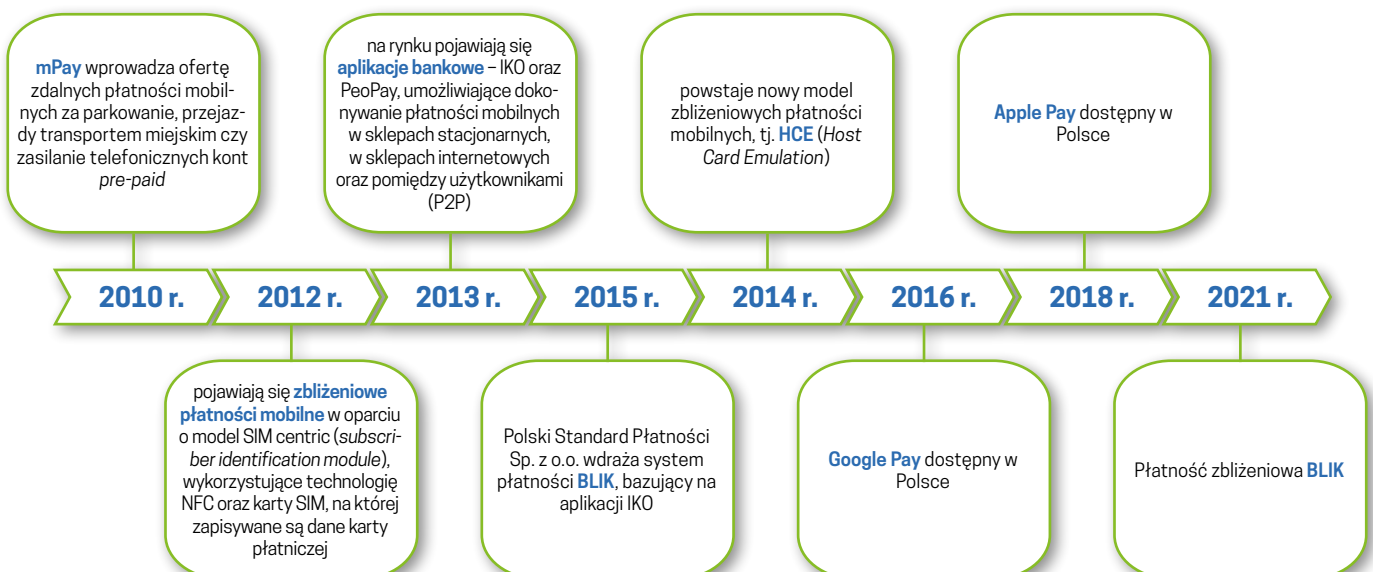 mPay wprowadza ofertę
zdalnych płatności mobil-
nych za parkowanie, przejaz-
dy transportem miejskim czy
zasilanie telefonicznych kont
pre-paid
na rynku pojawiają się
aplikacje bankowe – IKO oraz
PeoPay, umożliwiające doko-
nywanie płatności mobilnych
w sklepach stacjonarnych,
w sklepach internetowych
oraz pomiędzy użytkownikami
(P2P)
powstaje nowy model
zbliżeniowych płatności
mobilnych, tj. HCE (Host
Card Emulation)
Apple Pay dostępny w
Polsce
2010 r.
2012 r.
2013 r.
2015 r.
2014 r.
2016 r.
2018 r.
2021 r.
pojawiają się zbliżeniowe
płatności mobilne w oparciu
o model SIM centric (subscri-
ber identification module),
wykorzystujące technologię
NFC oraz karty SIM, na której
zapisywane są dane karty
płatniczej
Polski Standard Płatności
Sp. z o.o. wdraża system
płatności BLIK, bazujący na
aplikacji IKO
Google Pay dostępny w
Polsce
Płatność zbliżeniowa BLIK